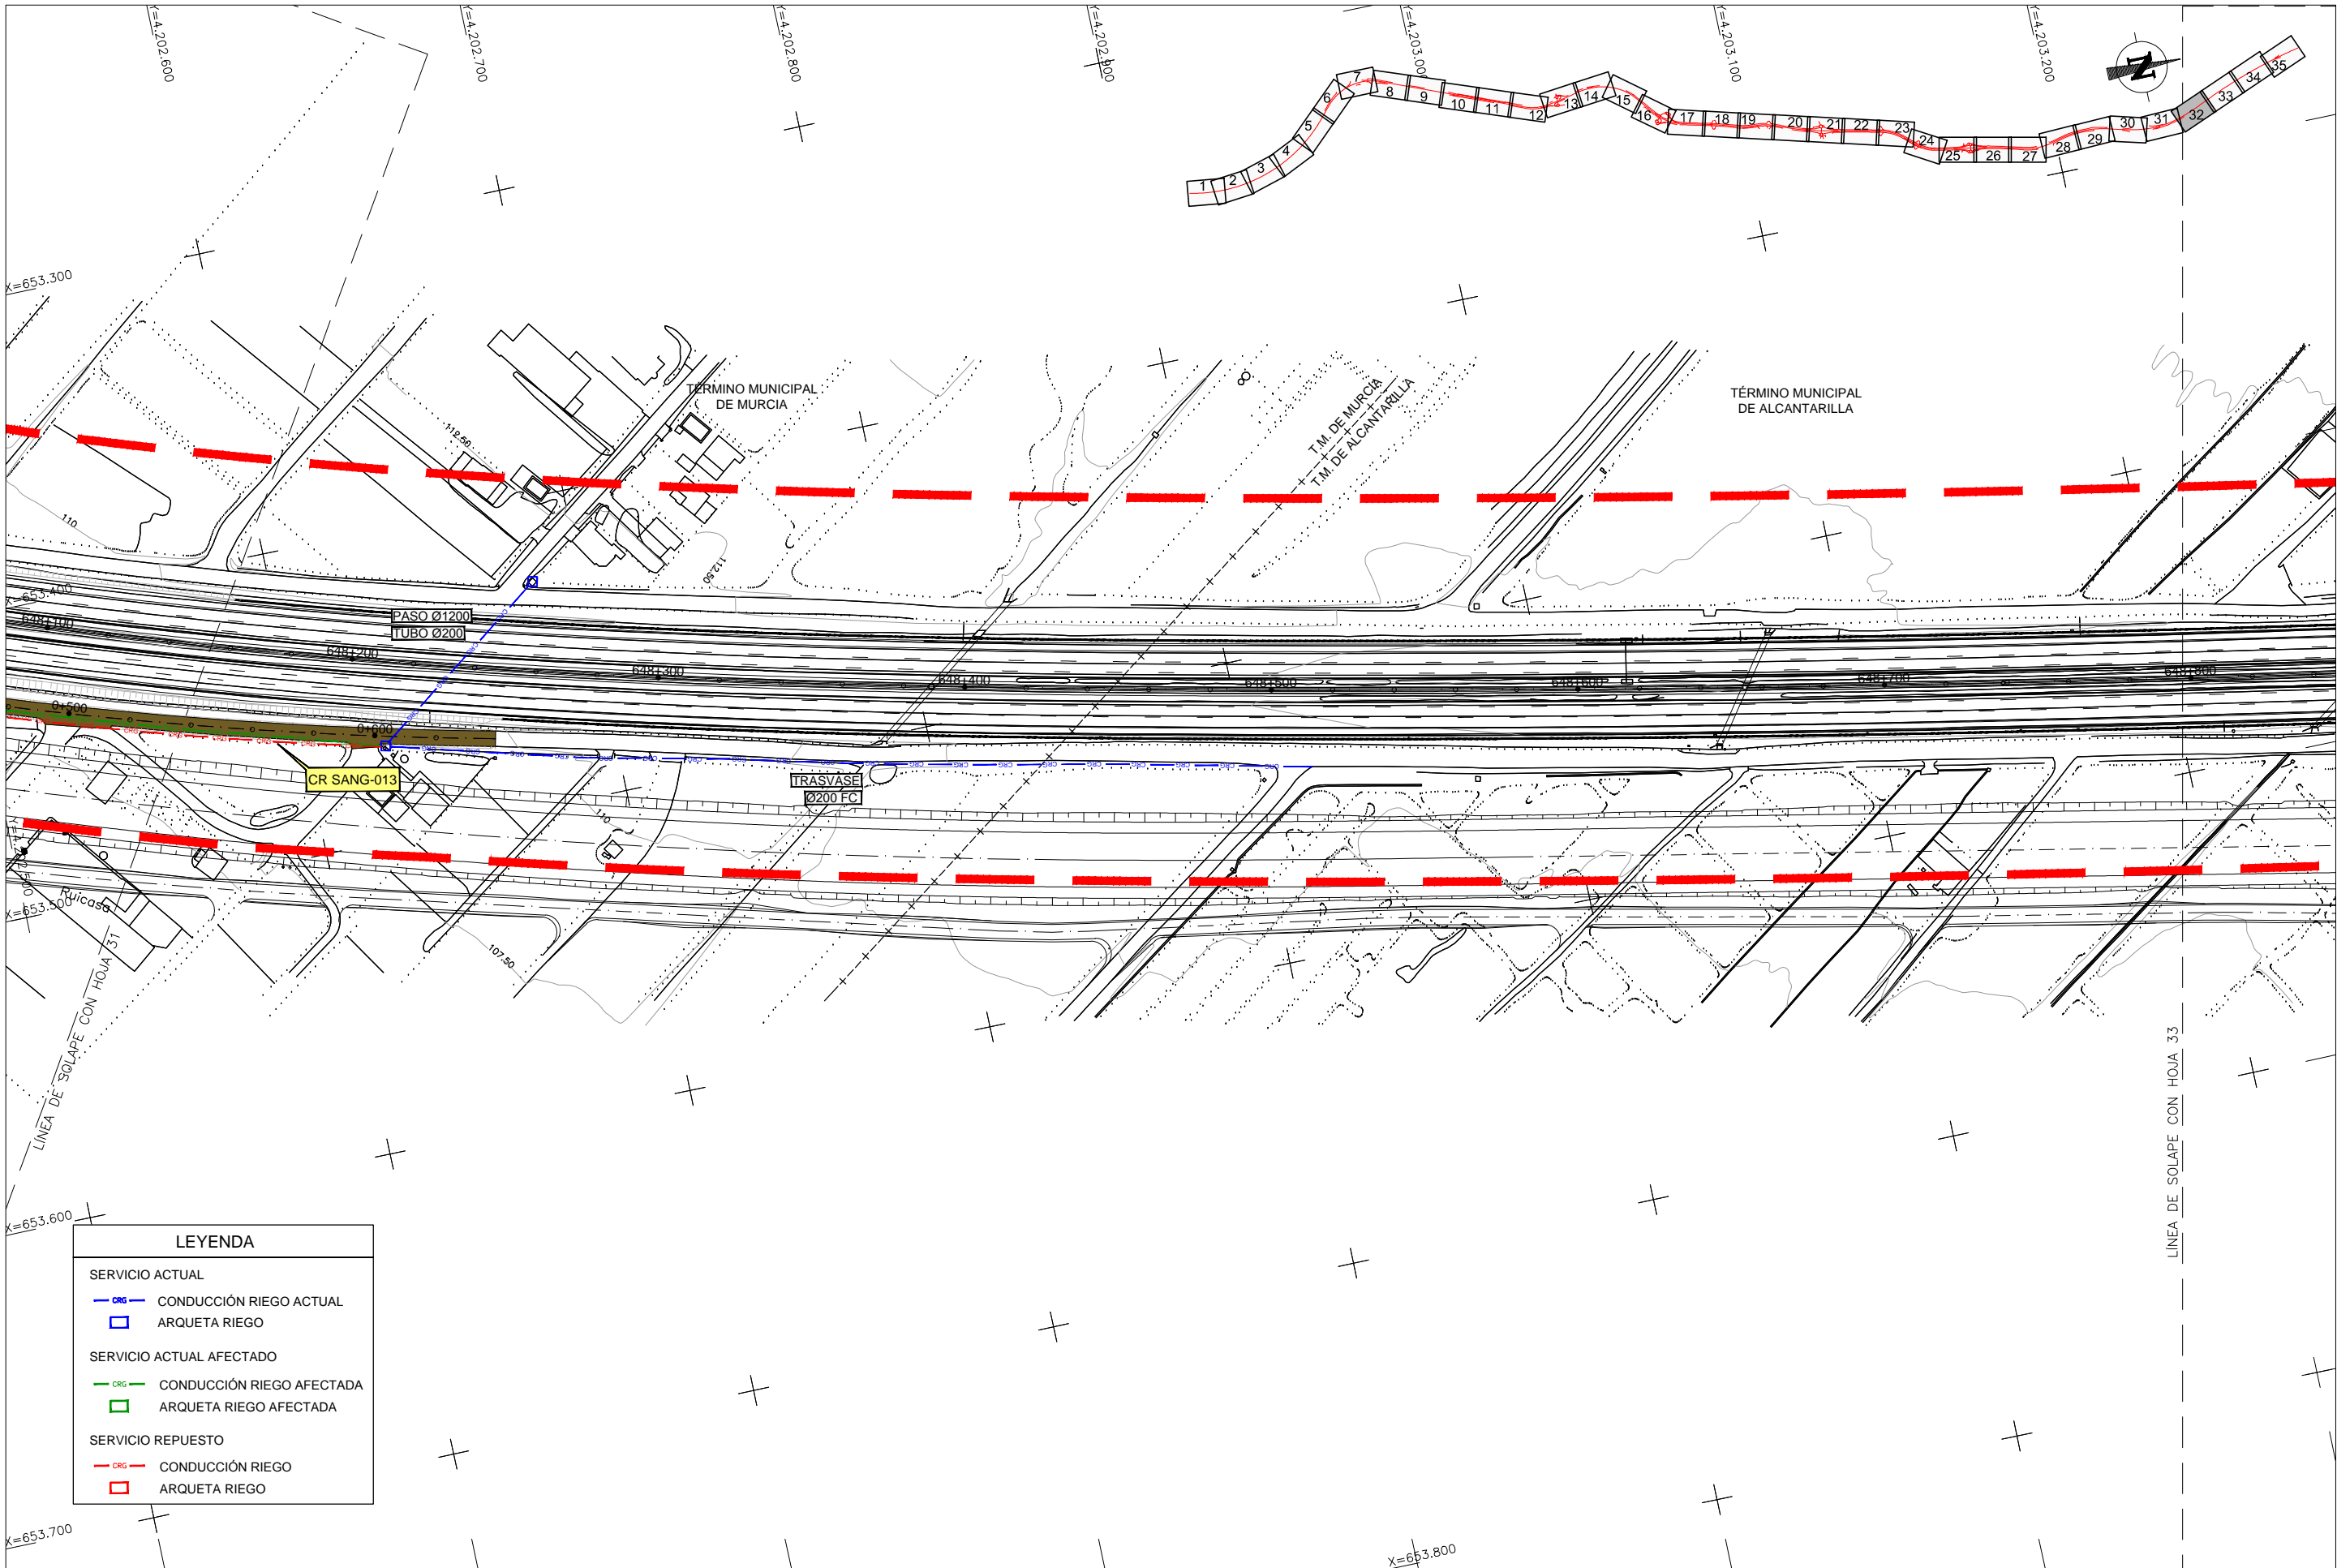 Y=4.202.600
Y=4.202.700
Y=4.202.800
Y=4.202.900
Y=4.203.000
Y=4.203.100
Y=4.203.200
N
1 2 3 4 5 6 7 8 9 10 11 12 13 14 15 16 17 18 19 20 21 22 23 24 25 26 27 28 29 30 31 32 33 34 35
X=653.300
TÉRMINO MUNICIPAL
DE MURCIA
T.M. DE MURCIA
T.M. DE ALCANTARILLA
TÉRMINO MUNICIPAL
DE ALCANTARILLA
112.50
110
112.50
X=653.400
PASO Ø1200
TUBO Ø200
648+100
648+200
648+300
648+400
648+500
648+600
648+700
648+800
0+500
0+600
CRG
CR SANG-013
TRASVASE
Ø200 FC
110
Ruicasa
X=653.500
107.50
LÍNEA DE SOLAPE CON HOJA 31
LÍNEA DE SOLAPE CON HOJA 33
X=653.600
LEYENDA
SERVICIO ACTUAL
CRG CONDUCCIÓN RIEGO ACTUAL
ARQUETA RIEGO
SERVICIO ACTUAL AFECTADO
CRG CONDUCCIÓN RIEGO AFECTADA
ARQUETA RIEGO AFECTADA
SERVICIO REPUESTO
CRG CONDUCCIÓN RIEGO
ARQUETA RIEGO
X=653.700
X=653.800